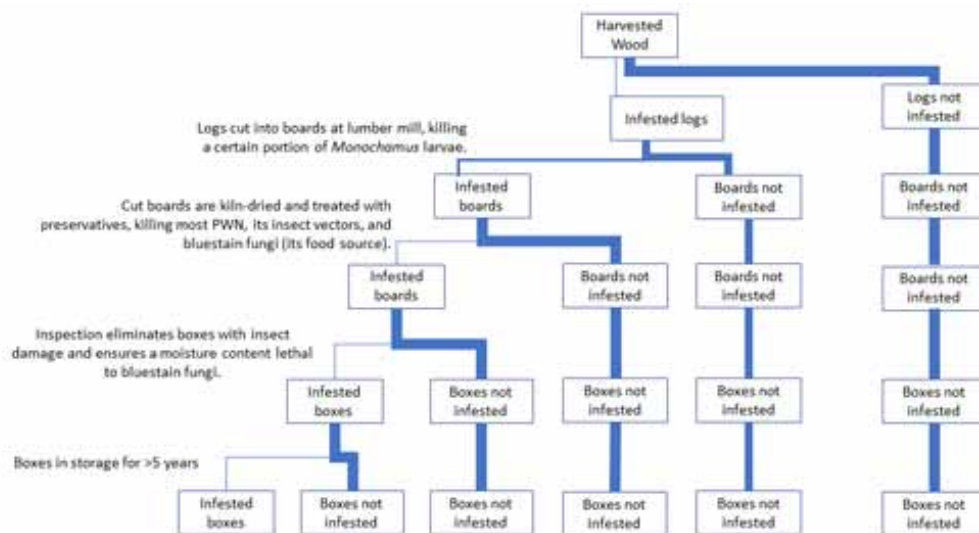 Harvested
Wood
Logs not
infested
Infested logs
Logs cut into boards at lumber mill, killing
a certain portion of Monochamus larvae.
Infested
boards
Boards not
infested
Boards not
infested
Cut boards are kiln-dried and treated with
preservatives, killing most PWN, its insect vectors, and
bluestain fungi (its food source).
Infested
boards
Boards not
infested
Boards not
infested
Boards not
infested
Inspection eliminates boxes with insect
damage and ensures a moisture content lethal
to bluestain fungi.
Infested
boxes
Boxes not
infested
Boxes not
infested
Boxes not
infested
Boxes not
infested
Boxes in storage for >5 years
Infested
boxes
Boxes not
infested
Boxes not
infested
Boxes not
infested
Boxes not
infested
Boxes not
infested